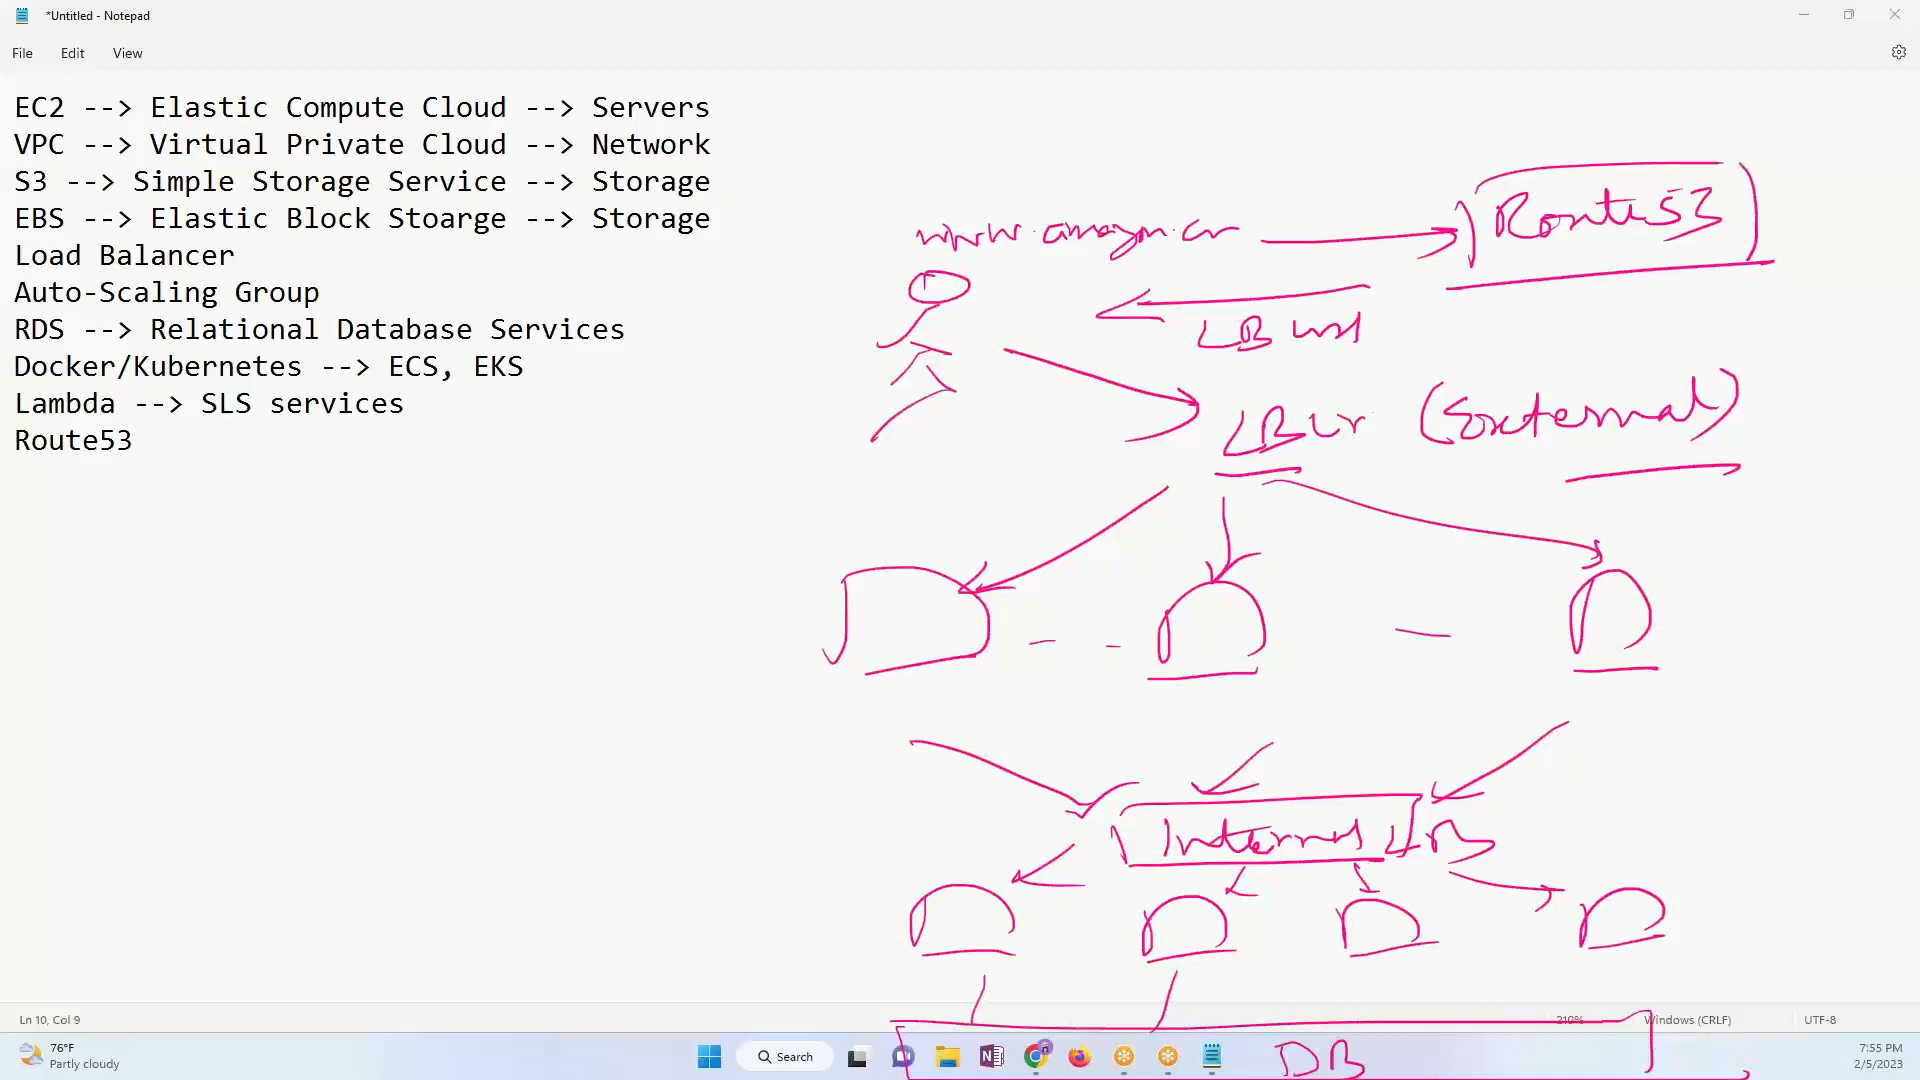 *Untitled - Notepad
File Edit View
EC2 --> Elastic Compute Cloud --> Servers
VPC --> Virtual Private Cloud --> Network
S3 --> Simple Storage Service --> Storage
EBS --> Elastic Block Stoarge --> Storage
Load Balancer
Auto-Scaling Group
RDS --> Relational Database Services
Docker/Kubernetes --> ECS, EKS
Lambda --> SLS services
Route53
Route53
LB
LB (External)
Internal LB
DB
Ln 10, Col 9
210%
Windows (CRLF)
UTF-8
76°F
Partly cloudy
Search
7:55 PM
2/5/2023